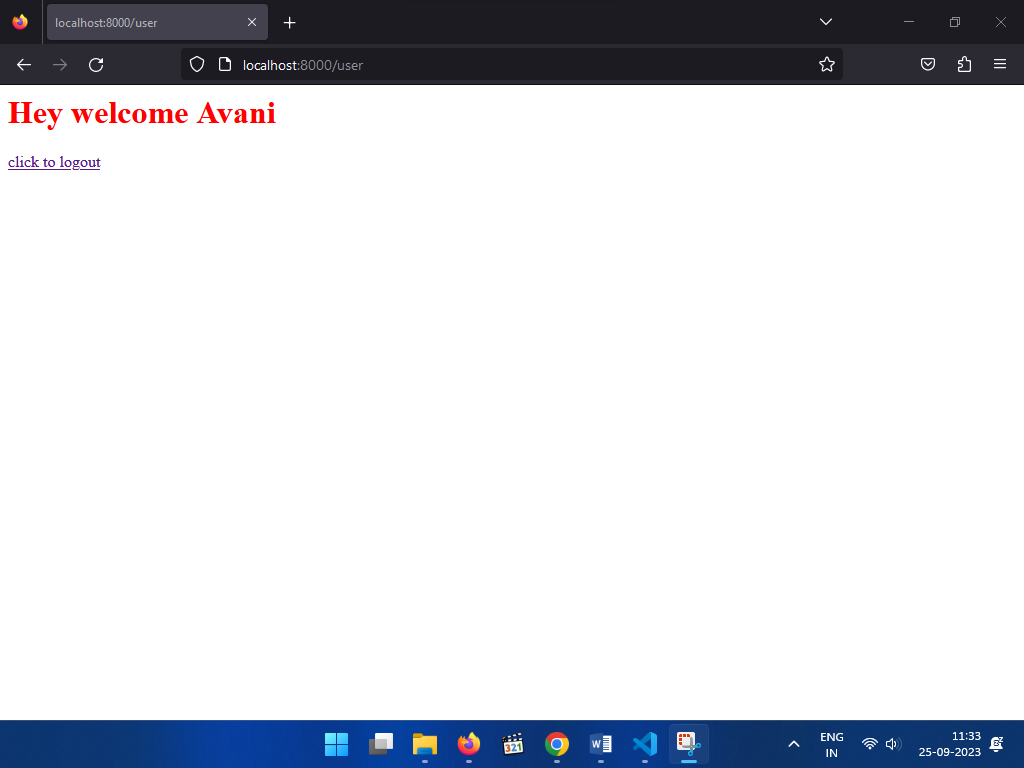 localhost:8000/user
localhost:8000/user
Hey welcome Avani
click to logout
321
W
ENG
IN
11:33
25-09-2023